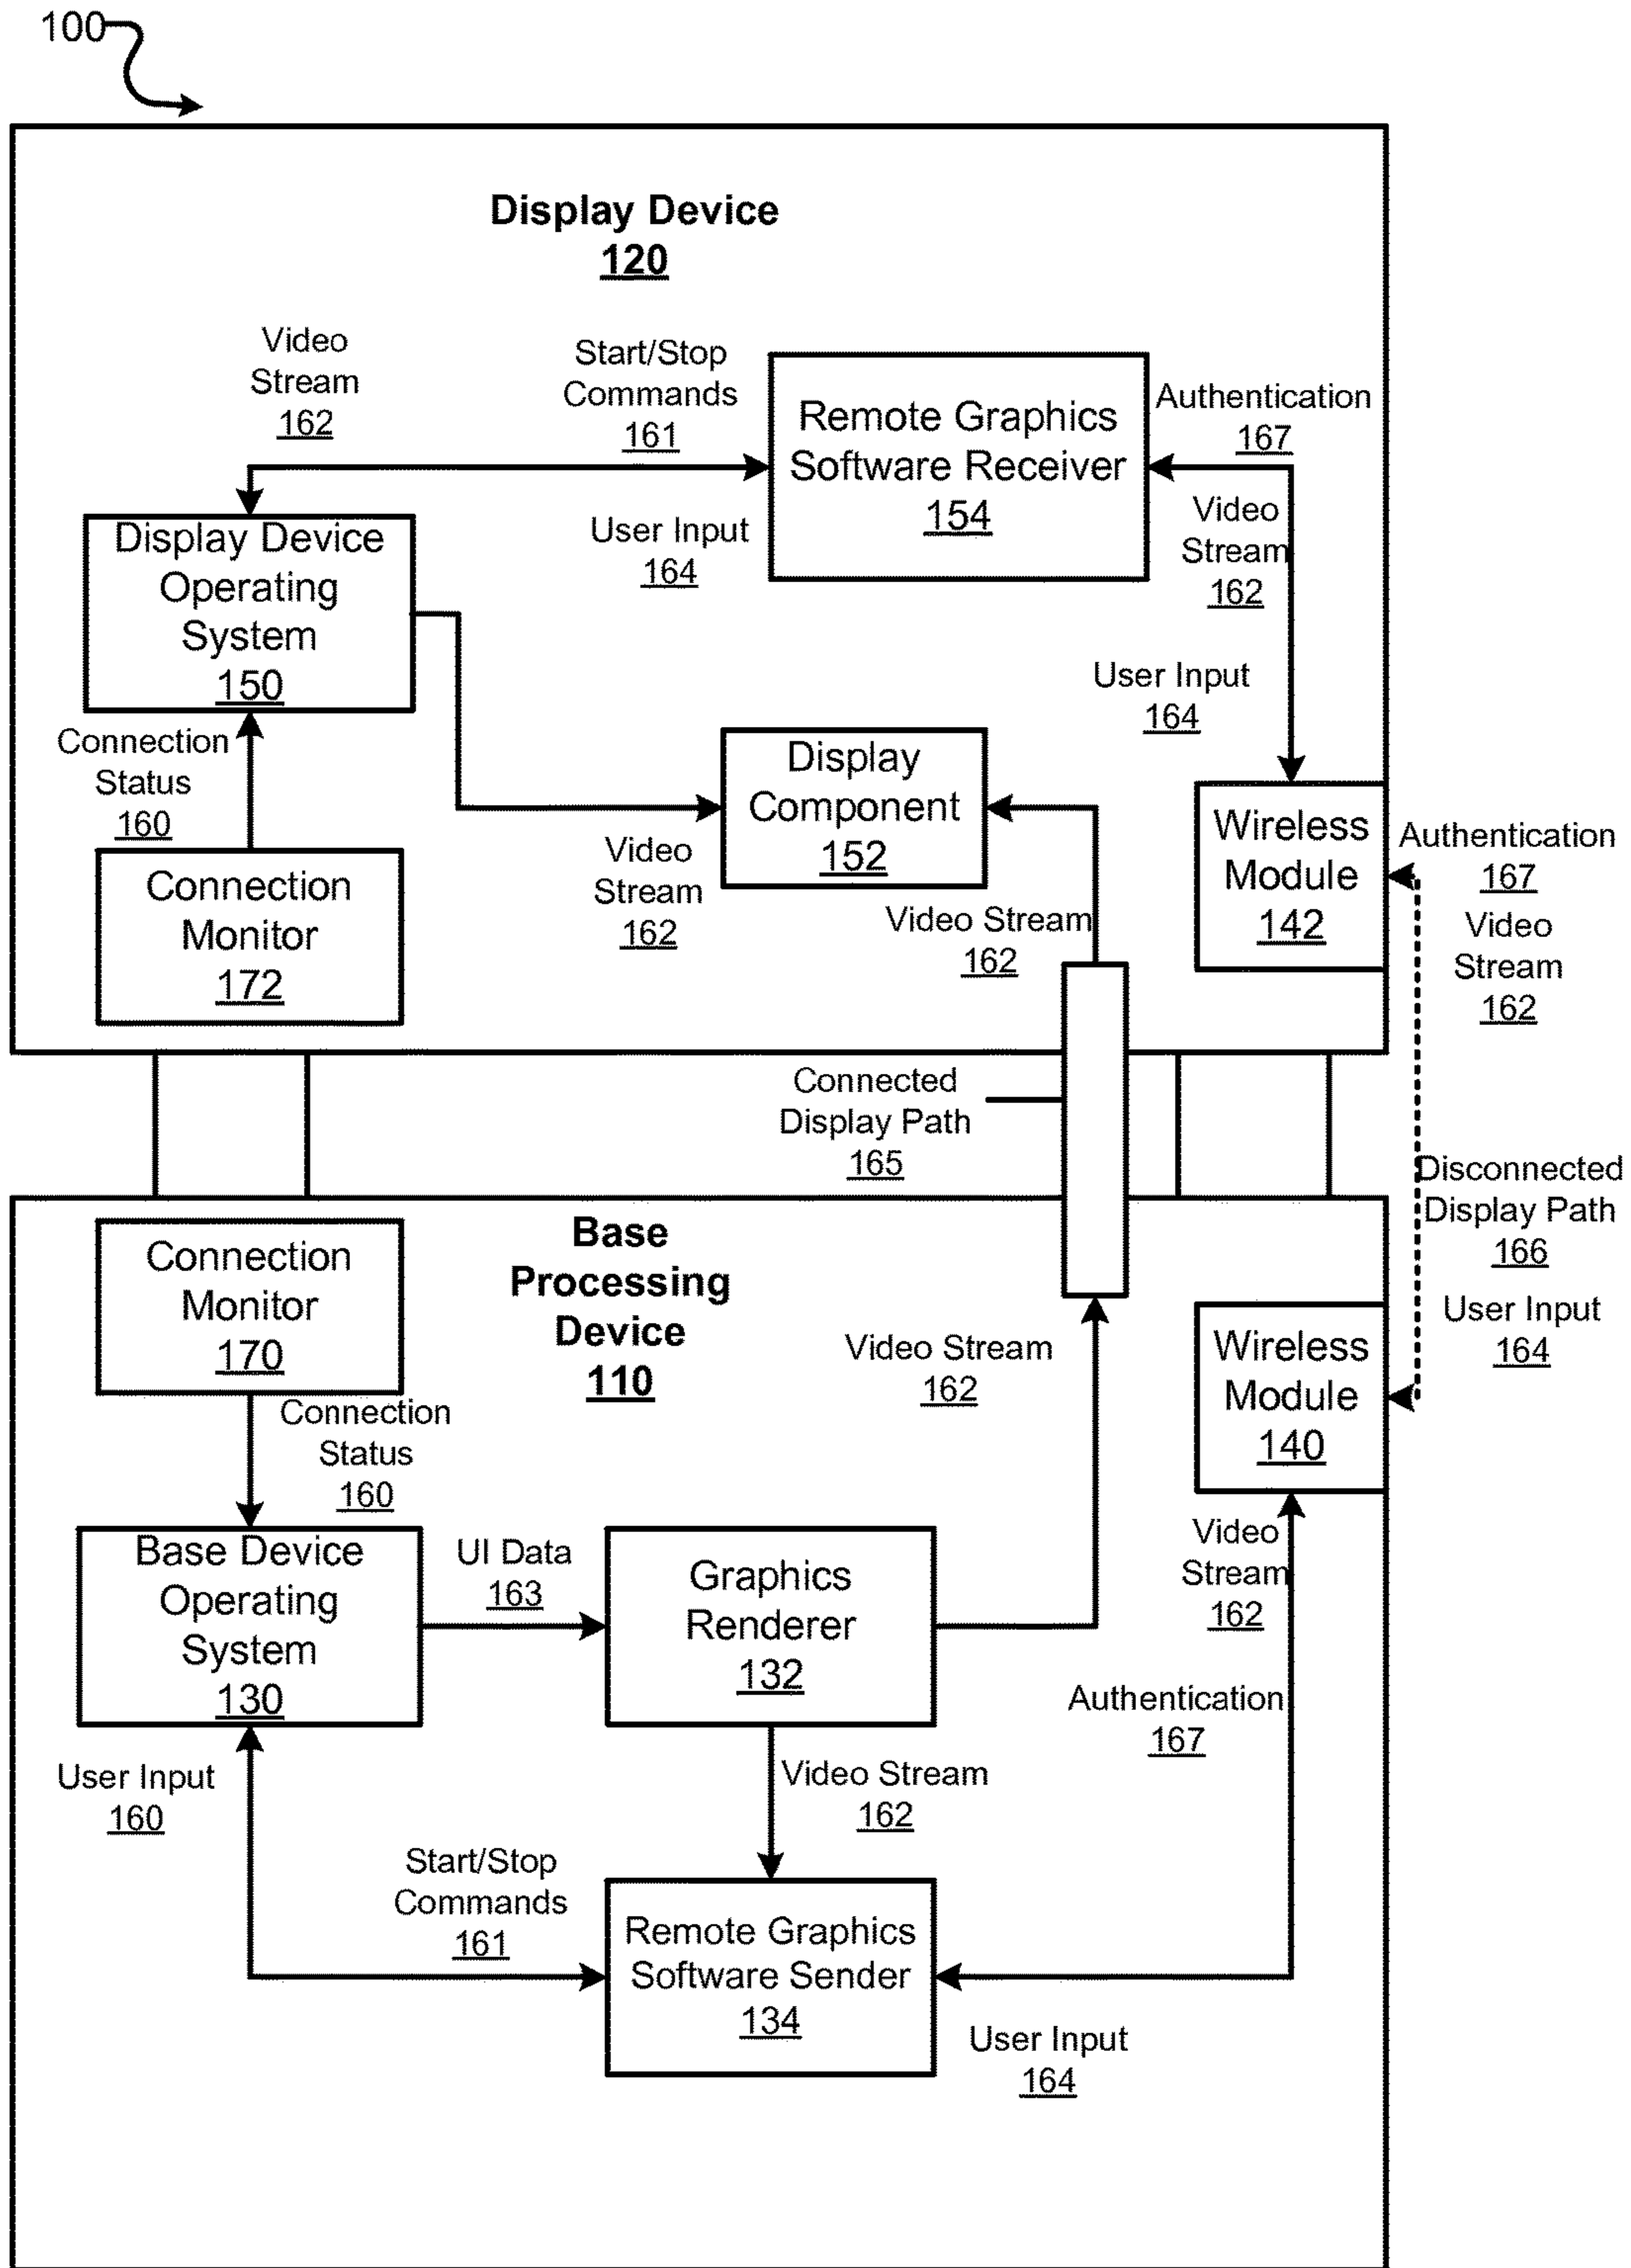 100
Display Device
120
Video
Stream
162
Start/Stop
Commands
161
Remote Graphics
Software Receiver
154
Authentication
167
User Input
164
Video
Stream
162
Display Device
Operating
System
150
User Input
164
Connection
Status
160
Display
Component
152
Wireless
Module
142
Video
Stream
162
Video Stream
162
Connection
Monitor
172
Authentication
167
Video
Stream
162
Connected
Display Path
165
Disconnected
Display Path
166
User Input
164
Connection
Monitor
170
Base
Processing
Device
110
Video Stream
162
Wireless
Module
140
Connection
Status
160
Base Device
Operating
System
130
UI Data
163
Graphics
Renderer
132
Video
Stream
162
Authentication
167
User Input
160
Video Stream
162
Start/Stop
Commands
161
Remote Graphics
Software Sender
134
User Input
164